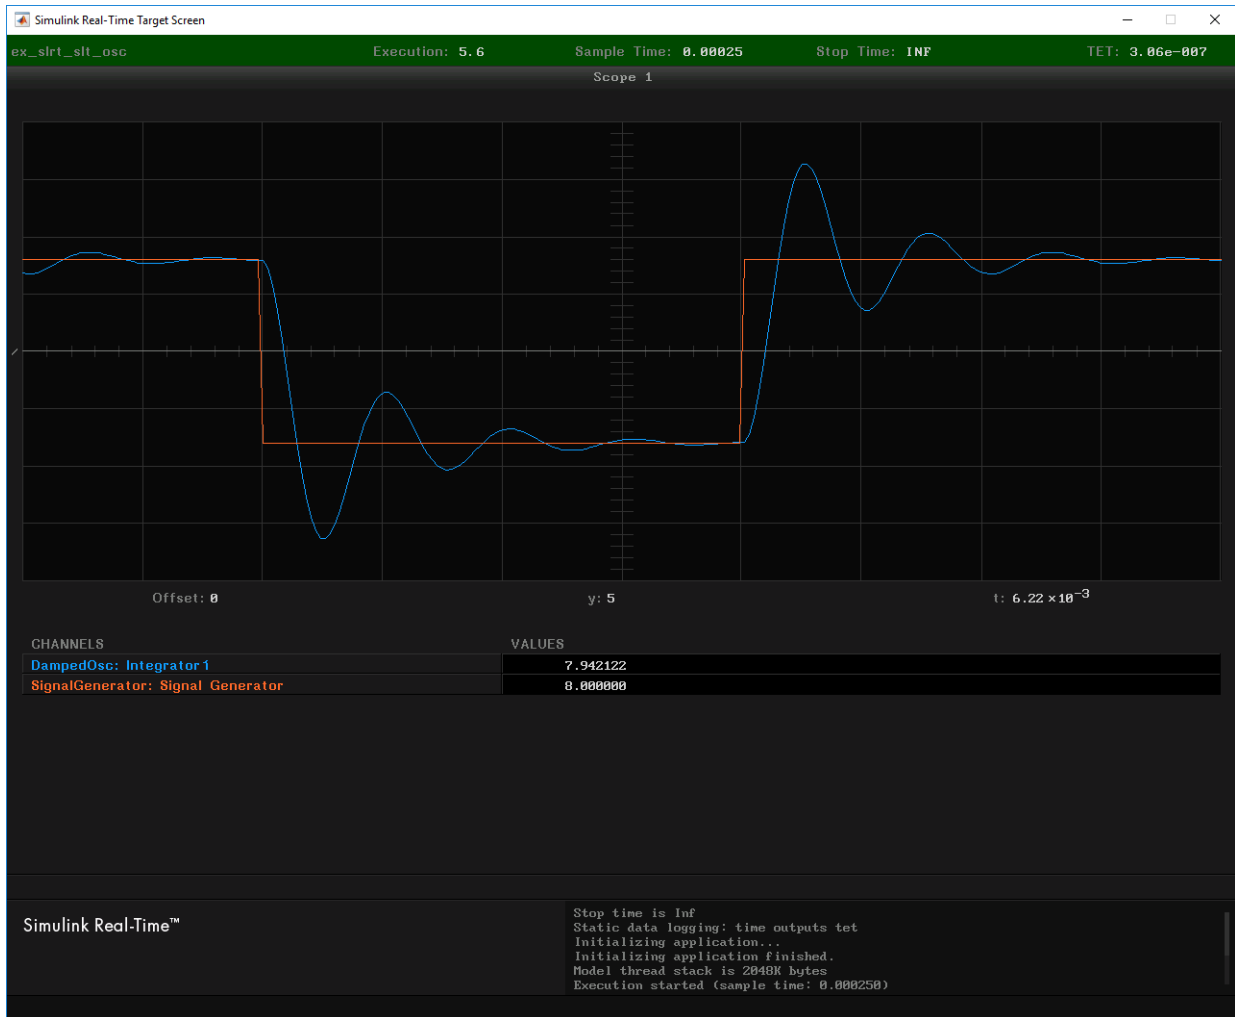 Simulink Real-Time Target Screen
ex_slrt_slt_osc Execution: 5.6 Sample Time: 0.00025 Stop Time: INF TET: 3.06e-007
Scope 1
Offset: 0 y: 5 t: 6.22 ×10⁻³
CHANNELS VALUES
DampedOsc: Integrator1 7.942122
SignalGenerator: Signal Generator 8.000000
Simulink Real-Time™
Stop time is Inf
Static data logging: time outputs tet
Initializing application...
Initializing application finished.
Model thread stack is 2048K bytes
Execution started (sample time: 0.000250)